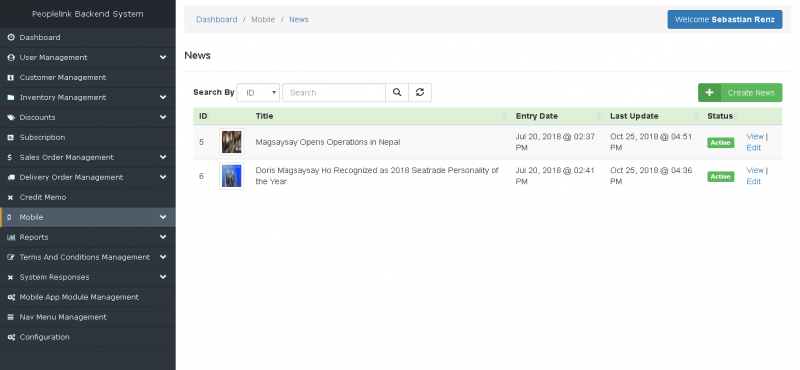 Peoplelink Backend System
Dashboard
User Management
Customer Management
Inventory Management
Discounts
Subscription
Sales Order Management
Delivery Order Management
Credit Memo
Mobile
Reports
Terms And Conditions Management
System Responses
Mobile App Module Management
Nav Menu Management
Configuration
Dashboard / Mobile / News
Welcome Sebastian Renz
News
Search By ID Search
Create News
ID Title Entry Date Last Update Status
5 Magsaysay Opens Operations in Nepal Jul 20, 2018 @ 02:37 Oct 25, 2018 @ 04:51 Active View |
PM PM Edit
6 Doris Magsaysay Ho Recognized as 2018 Seatrade Personality of Jul 20, 2018 @ 02:41 Oct 25, 2018 @ 04:36 Active View |
the Year PM PM Edit